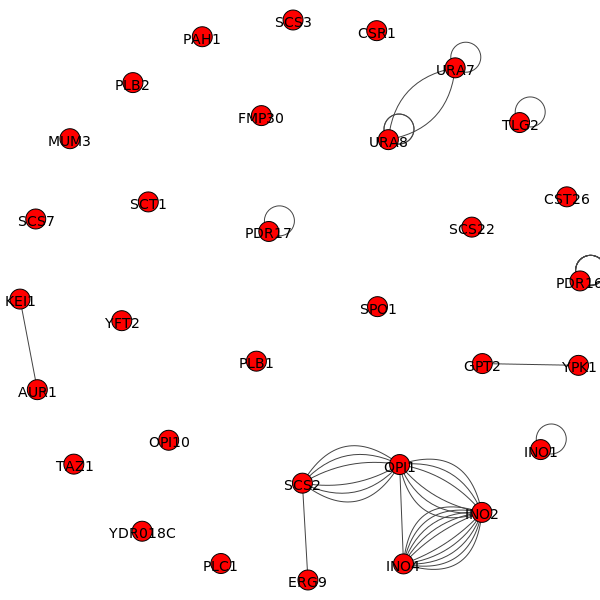 SCS3
CSR1
PAH1
URA7
PLB2
FMP30
TLG2
MUM3
URA8
CST26
SCT1
SCS7
SCS22
PDR17
PDR16
KEI1
SPO1
YFT2
PLB1
GPT2
YPK1
AUR1
OPI10
INO1
TAZ1
OPI1
SCS2
INO2
YDR018C
PLC1
INO4
ERG9